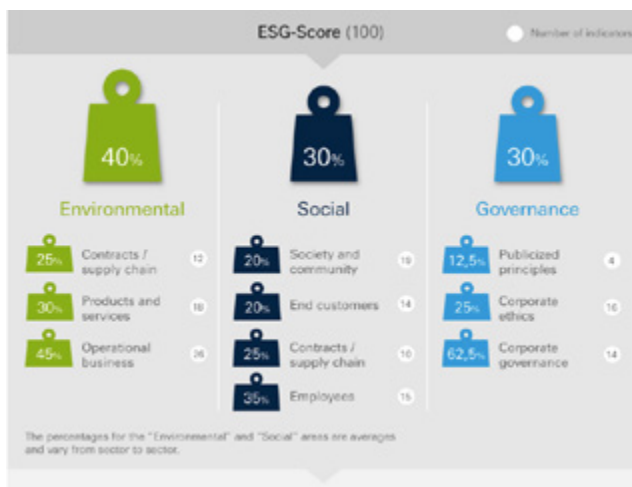 ESG-Score (100)
Number of indicators
40%
30%
30%
Environmental
Social
Governance
25%
Contracts /
supply chain
12
30%
Products and
services
18
45%
Operational
business
26
20%
Society and
community
19
20%
End customers
14
25%
Contracts /
supply chain
10
35%
Employees
15
12,5%
Publicized
principles
4
25%
Corporate
ethics
16
62,5%
Corporate
governance
14
The percentages for the "Environmental" and "Social" areas are averages
and vary from sector to sector.